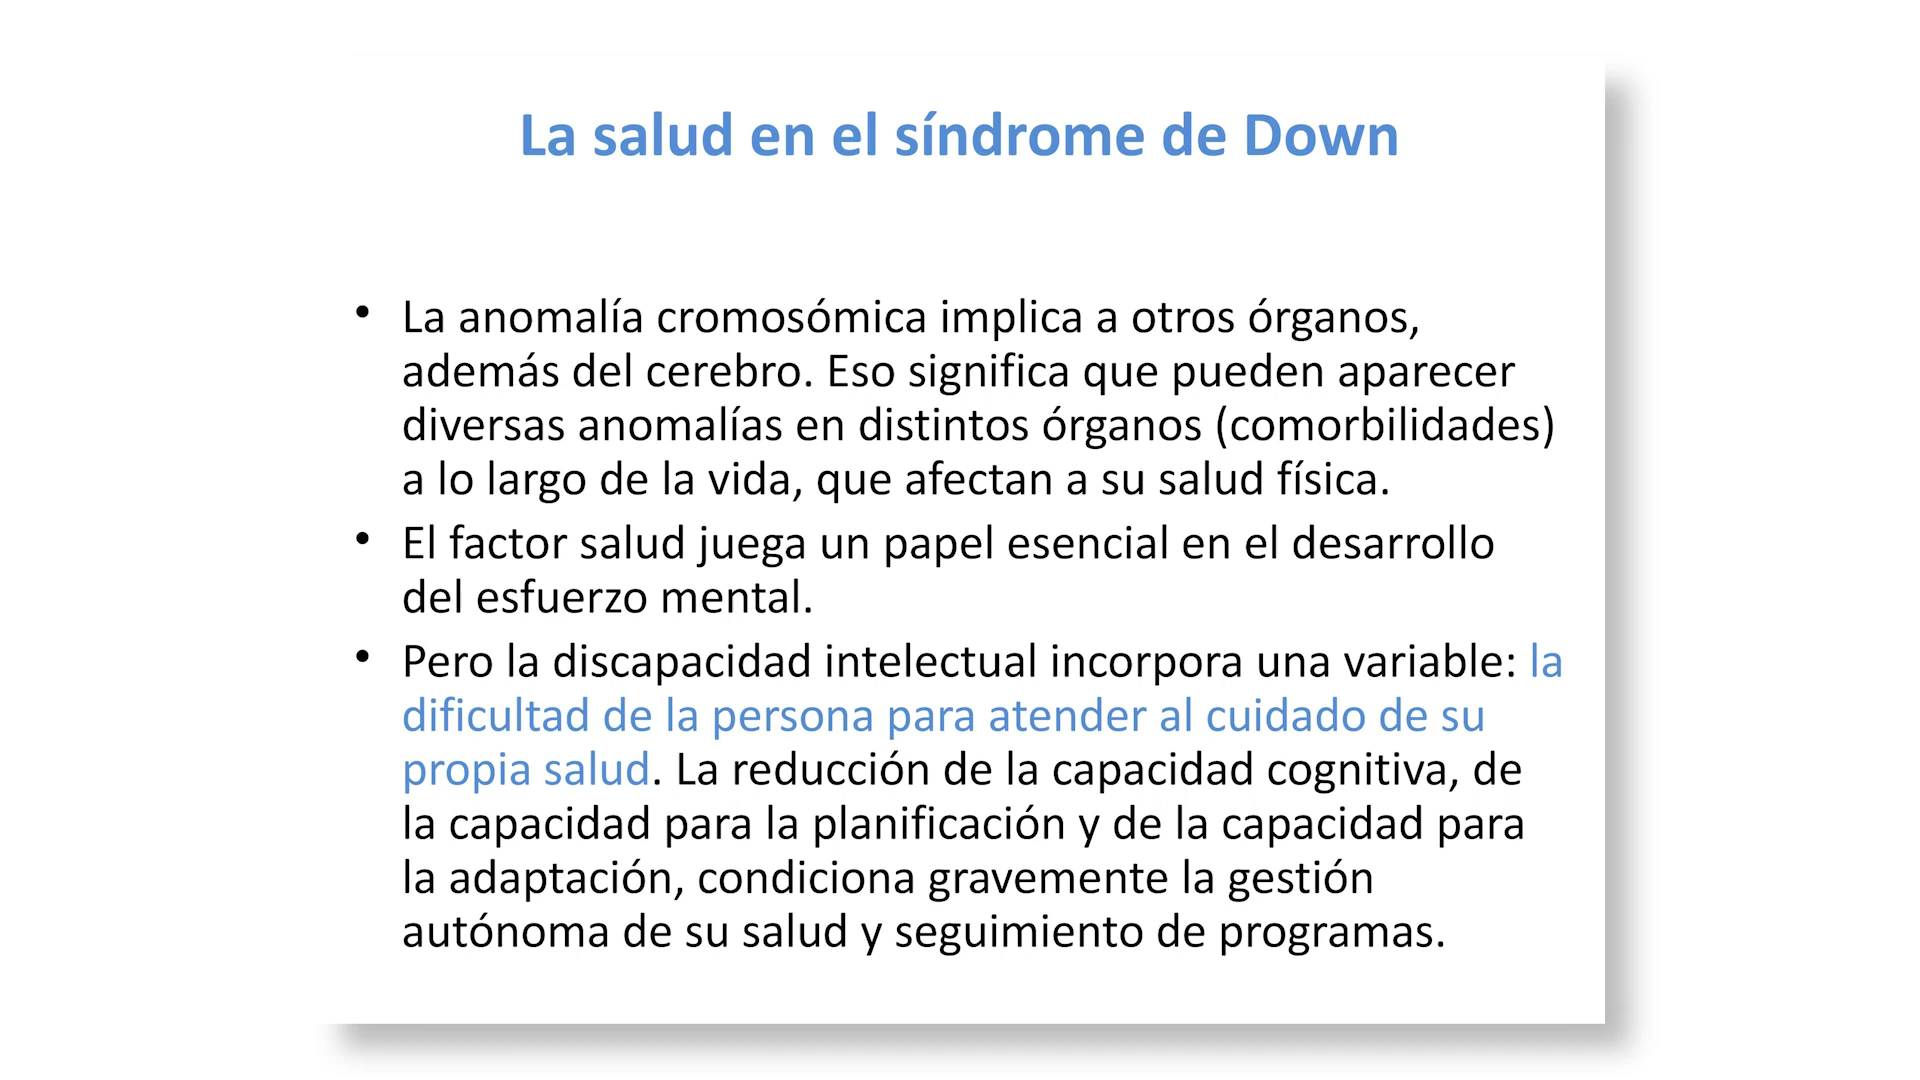 La salud en el síndrome de Down
• La anomalía cromosómica implica a otros órganos,
además del cerebro. Eso significa que pueden aparecer
diversas anomalías en distintos órganos (comorbilidades)
a lo largo de la vida, que afectan a su salud física.
• El factor salud juega un papel esencial en el desarrollo
del esfuerzo mental.
• Pero la discapacidad intelectual incorpora una variable: la
dificultad de la persona para atender al cuidado de su
propia salud. La reducción de la capacidad cognitiva, de
la capacidad para la planificación y de la capacidad para
la adaptación, condiciona gravemente la gestión
autónoma de su salud y seguimiento de programas.